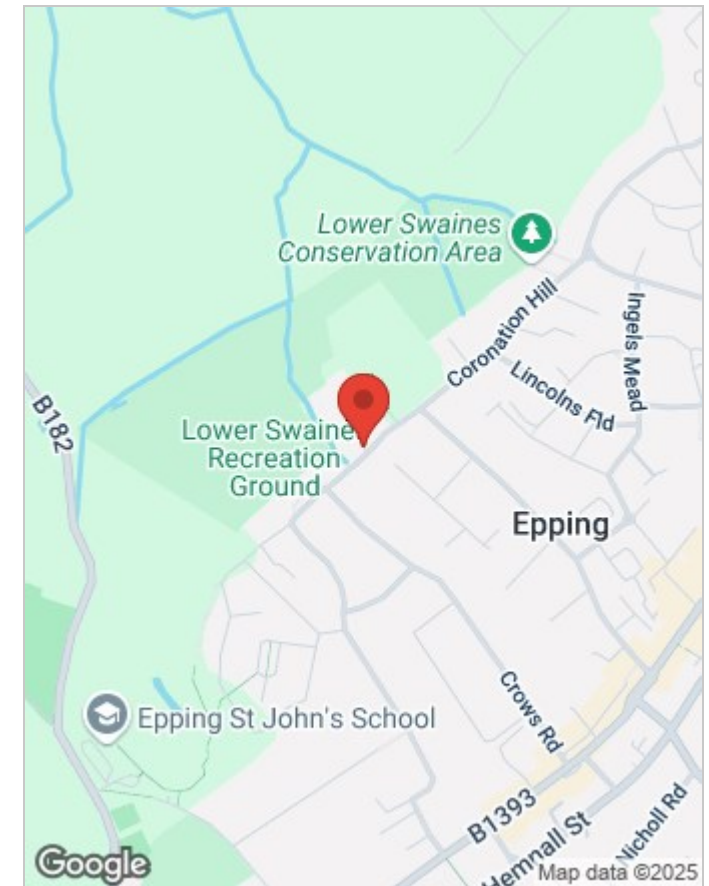 Lower Swaines
Conservation Area
Coronation Hill
Ingels Mead
Lincolns Fld
B182
Lower Swaine
Recreation
Ground
Epping
Epping St John's School
Crows Rd
B1393
Hemnall St
Nicholl Rd
Google
Map data ©2025